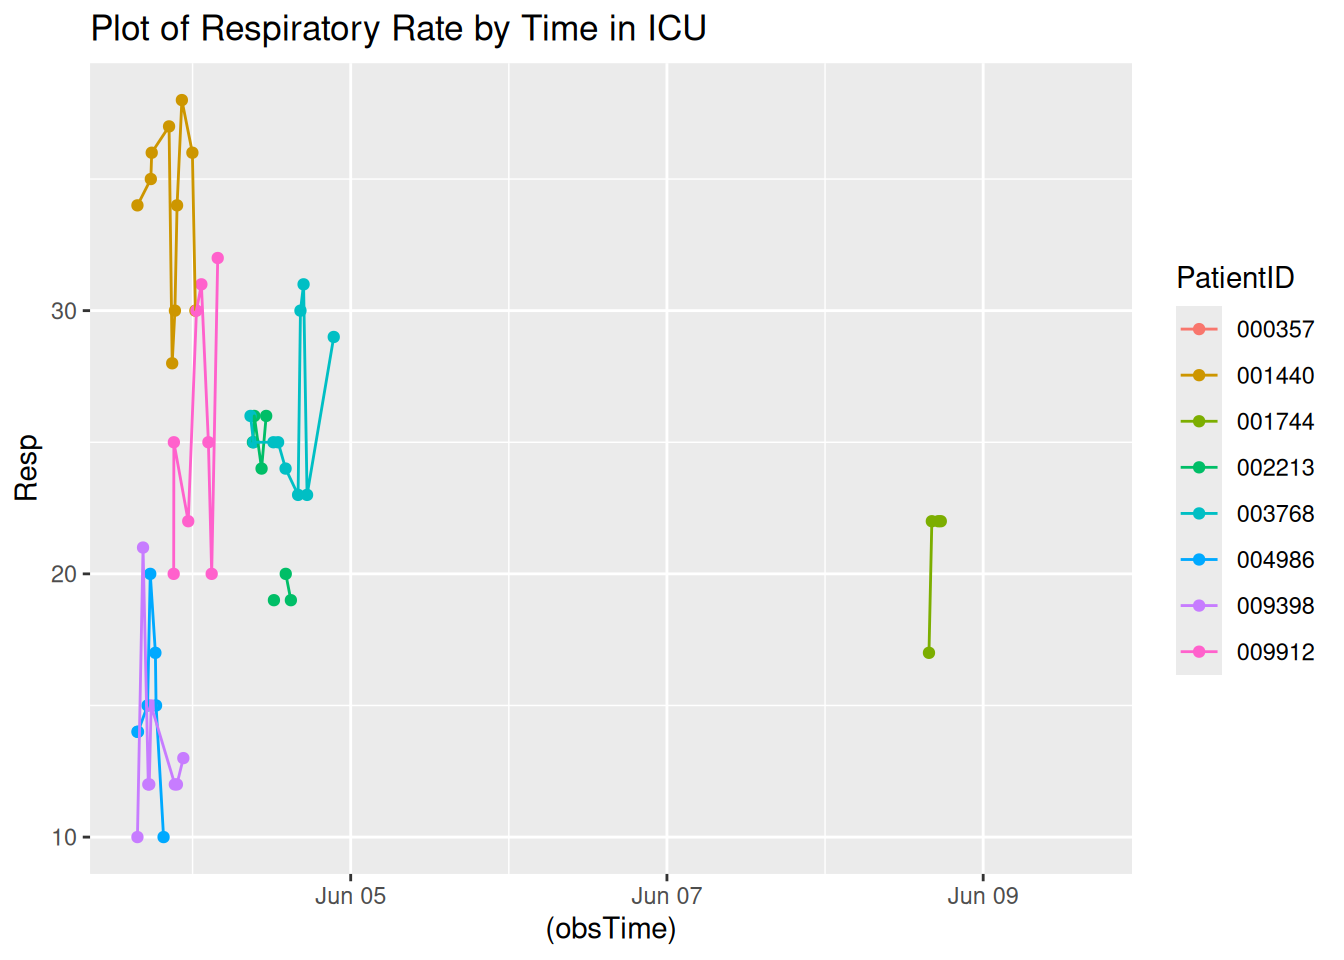 Plot of Respiratory Rate by Time in ICU
Resp
30
20
10
Jun 05
Jun 07
Jun 09
(obsTime)
PatientID
000357
001440
001744
002213
003768
004986
009398
009912